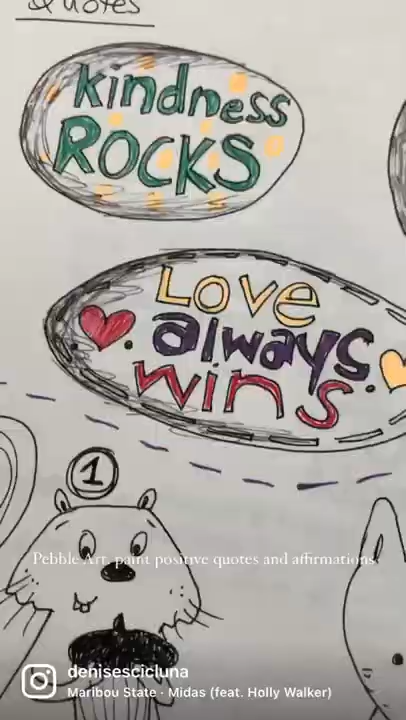 Quotes
kindness
ROCKS
Love
always
wins
1
Pebble Art, paint positive quotes and affirmations
denisescicluna
Maribou State · Midas (feat. Holly Walker)